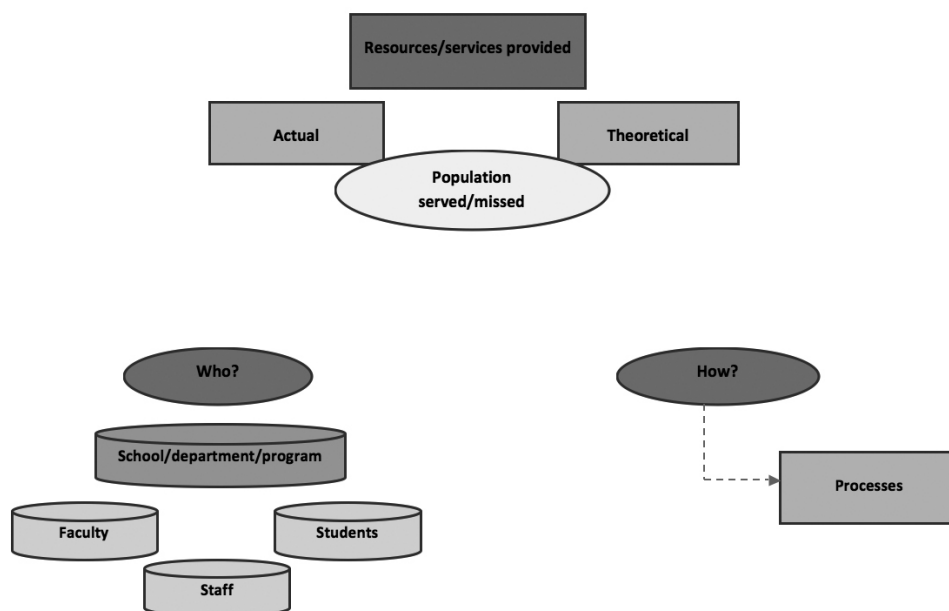 Resources/services provided
Actual
Theoretical
Population
served/missed
Who?
How?
School/department/program
Processes
Faculty
Students
Staff